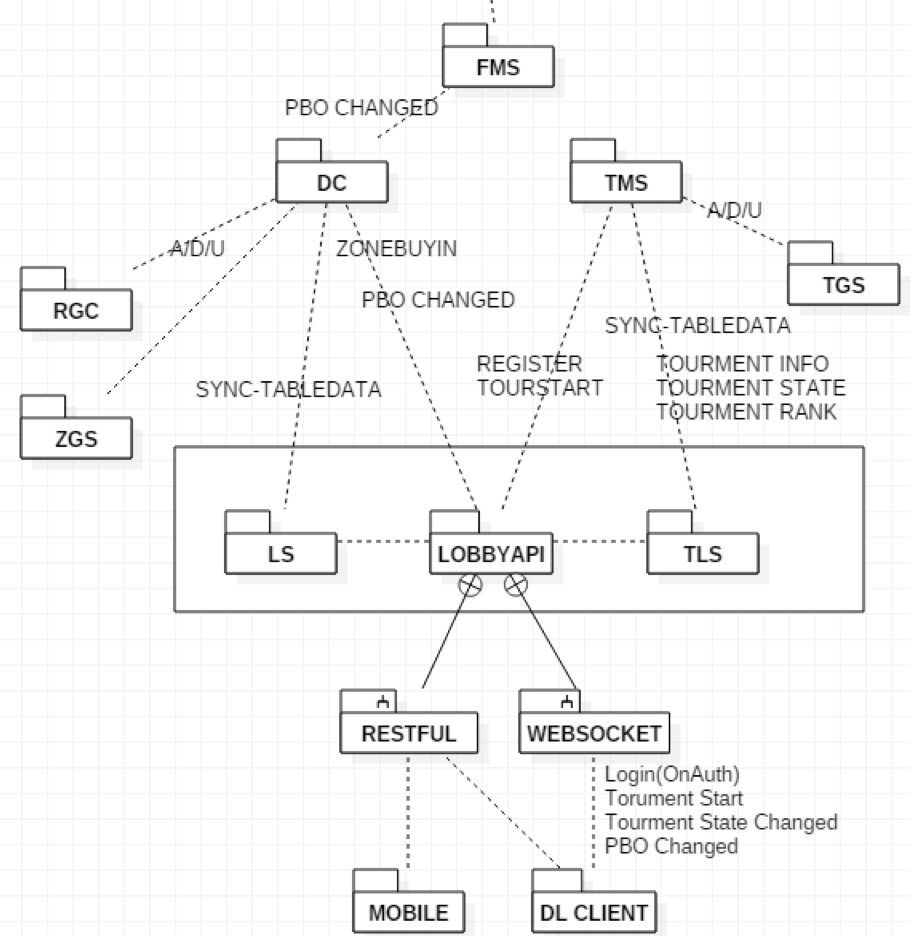 FMS
PBO CHANGED
DC
TMS
A/D/U
A/D/U
ZONEBUYIN
TGS
RGC
PBO CHANGED
SYNC-TABLEDATA
REGISTER
TOURSTART
TOURMENT INFO
TOURMENT STATE
TOURMENT RANK
SYNC-TABLEDATA
ZGS
LS
LOBBYAPI
TLS
RESTFUL
WEBSOCKET
Login(OnAuth)
Torument Start
Tourment State Changed
PBO Changed
MOBILE
DL CLIENT